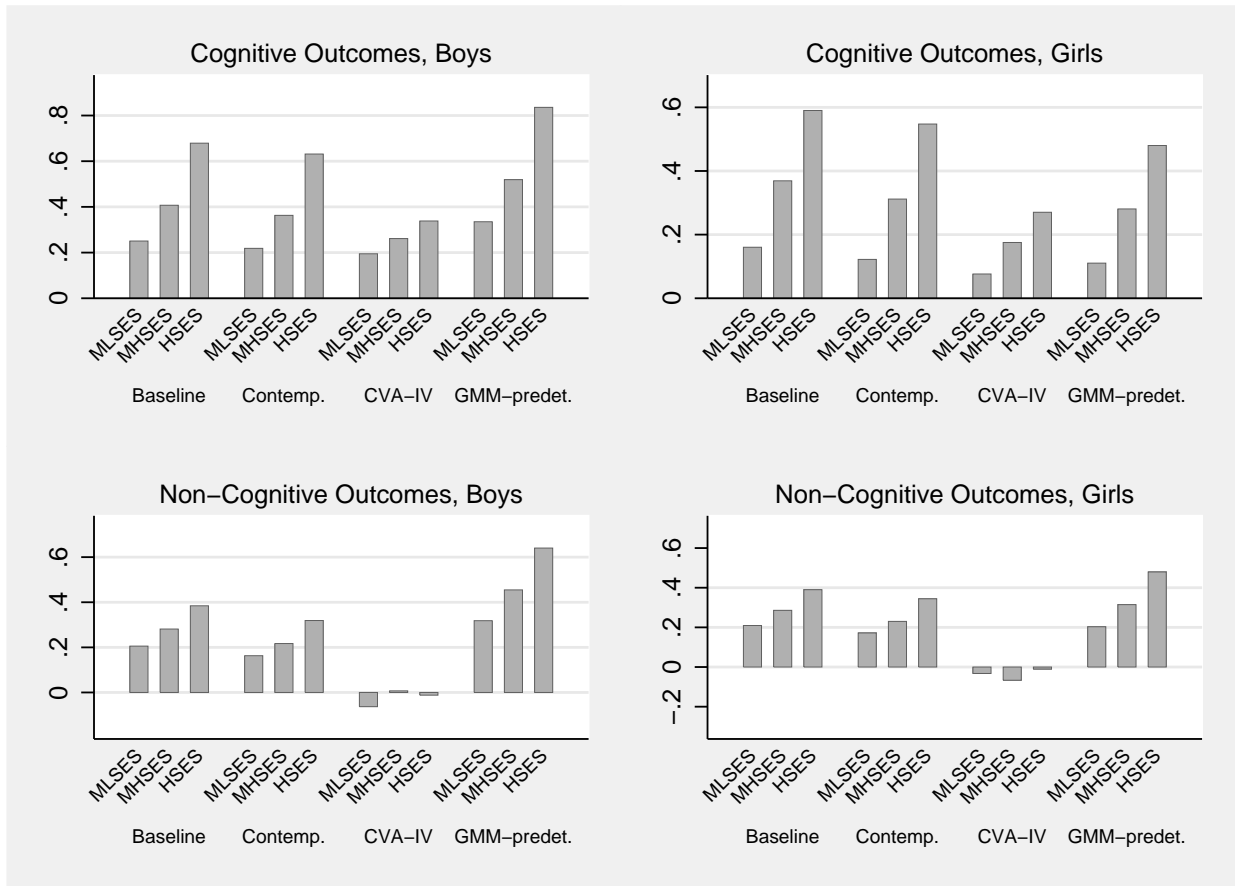 Cognitive Outcomes, Boys
.8
.6
.4
.2
0
MLSES MHSES HSES MLSES MHSES HSES MLSES MHSES HSES MLSES MHSES HSES
Baseline Contemp. CVA−IV GMM−predet.
Cognitive Outcomes, Girls
.6
.4
.2
0
MLSES MHSES HSES MLSES MHSES HSES MLSES MHSES HSES MLSES MHSES HSES
Baseline Contemp. CVA−IV GMM−predet.
Non−Cognitive Outcomes, Boys
.6
.4
.2
0
MLSES MHSES HSES MLSES MHSES HSES MLSES MHSES HSES MLSES MHSES HSES
Baseline Contemp. CVA−IV GMM−predet.
Non−Cognitive Outcomes, Girls
.6
.4
.2
0
−.2
MLSES MHSES HSES MLSES MHSES HSES MLSES MHSES HSES MLSES MHSES HSES
Baseline Contemp. CVA−IV GMM−predet.